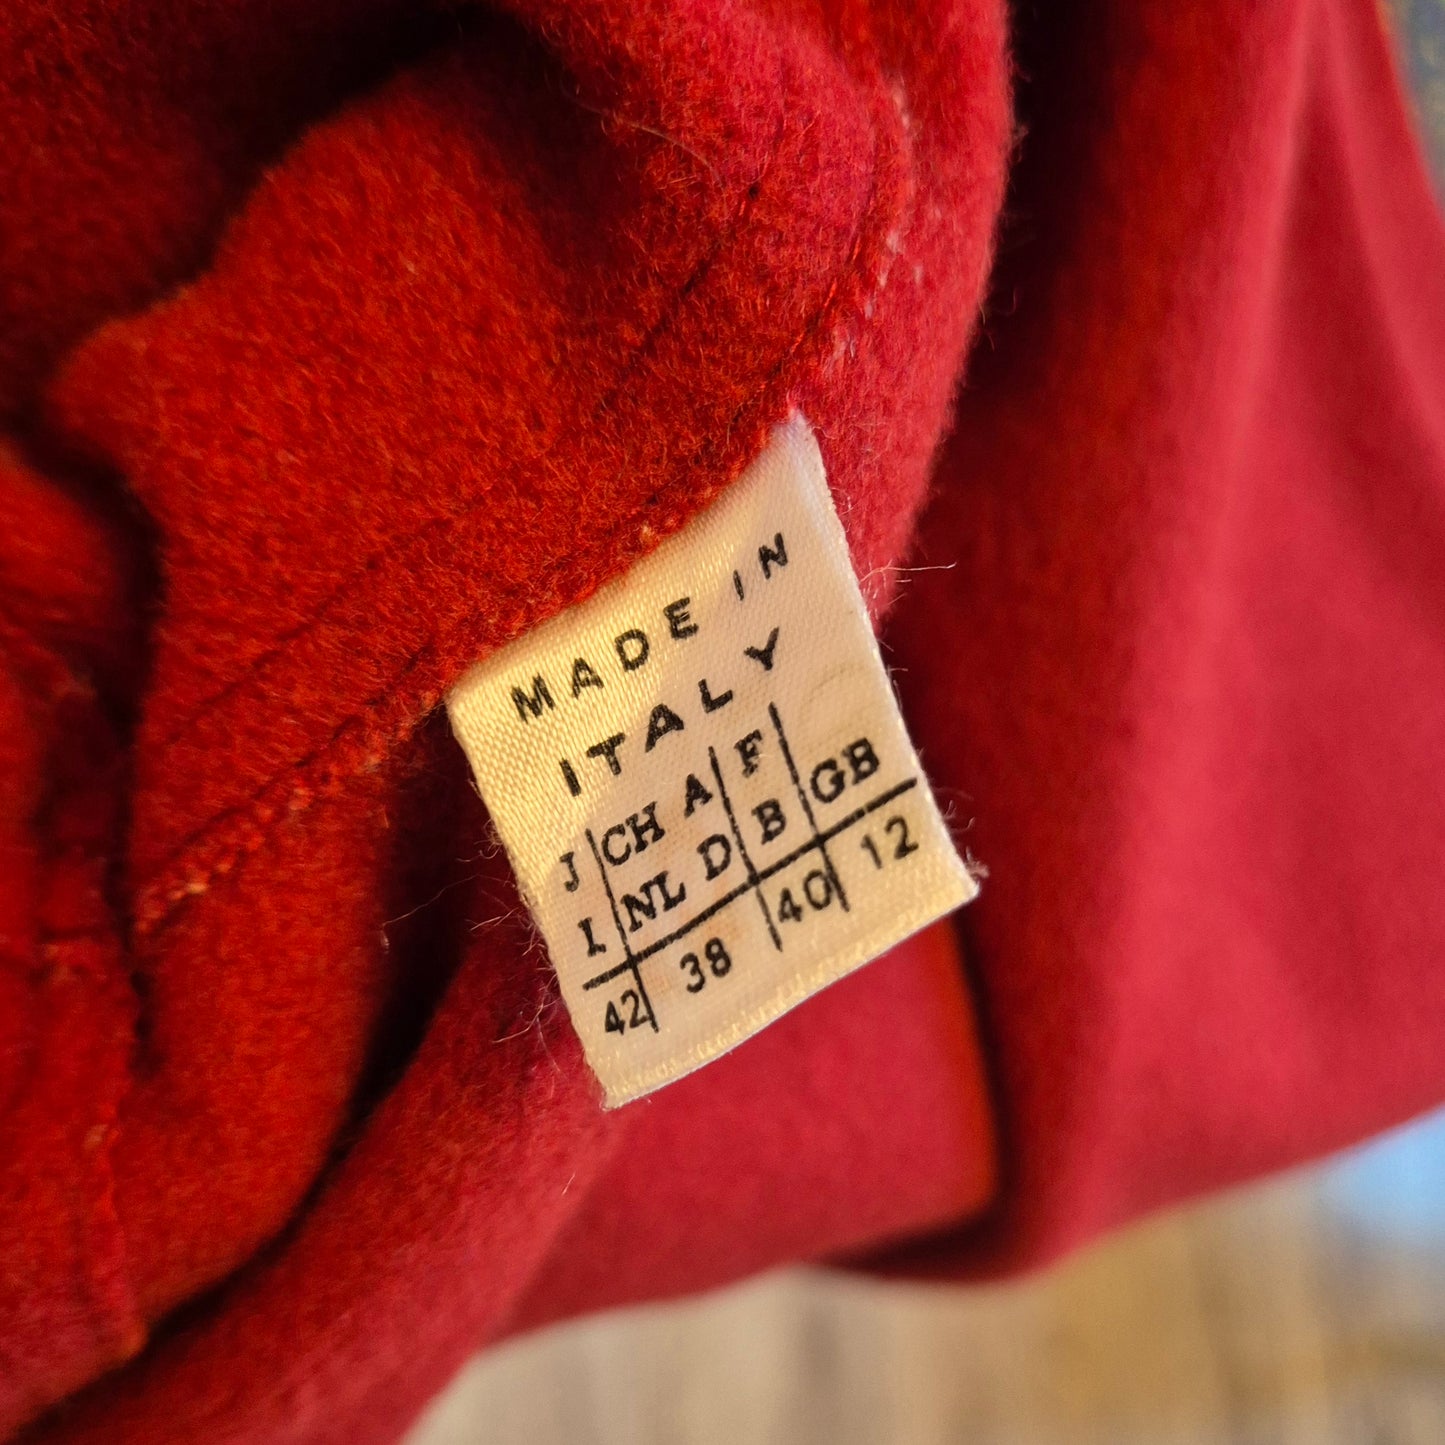 MADE IN
ITALY
J CH A F GB
I NL D B
42 38 40 12